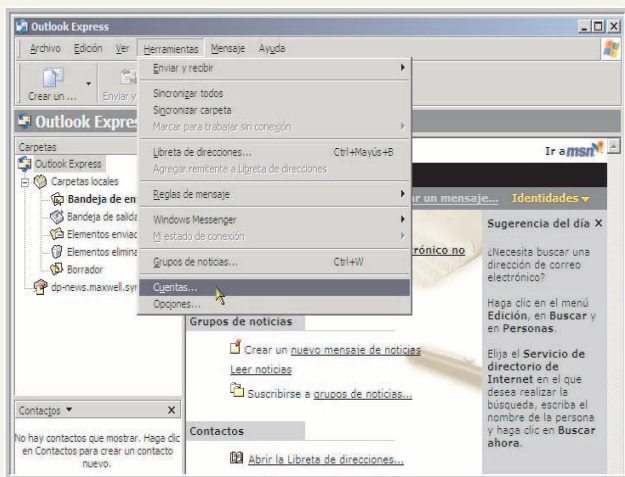 Outlook Express
Archivo Edición Ver Herramientas Mensaje Ayuda
Crear un ... Enviar y
Enviar y recibir
Sincronizar todos
Sincronizar carpeta
Marcar para trabajar sin conexión
Libreta de direcciones... Ctrl+Mayús+B
Agregar remitente a Libreta de direcciones
Reglas de mensaje
Windows Messenger
Mi estado de conexión
Grupos de noticias... Ctrl+W
Cuentas...
Opciones...
Outlook Expre
Carpetas
Outlook Express
Carpetas locales
Bandeja de en
Bandeja de salida
Elementos enviad
Elementos elimina
Borrador
dp-news.maxwell.syr
Contactos X
No hay contactos que mostrar. Haga clic
en Contactos para crear un contacto
nuevo.
Ir a msn
ar un mensaje... Identidades
trónico no
Grupos de noticias
Crear un nuevo mensaje de noticias
Leer noticias
Suscribirse a grupos de noticias...
Contactos
Abrir la Libreta de direcciones...
Sugerencia del día X
¿Necesita buscar una
dirección de correo
electrónico?
Haga clic en el menú
Edición, en Buscar y
en Personas.
Elija el Servicio de
directorio de
Internet en el que
desea realizar la
búsqueda, escriba el
nombre de la persona
y haga clic en Buscar
ahora.